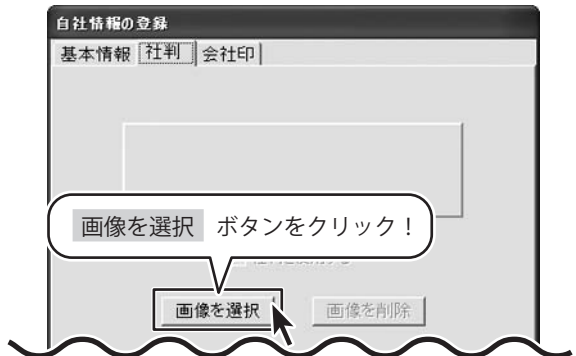 自社情報の登録
基本情報 社判 会社印
画像を選択 ボタンをクリック！
画像を選択 画像を削除